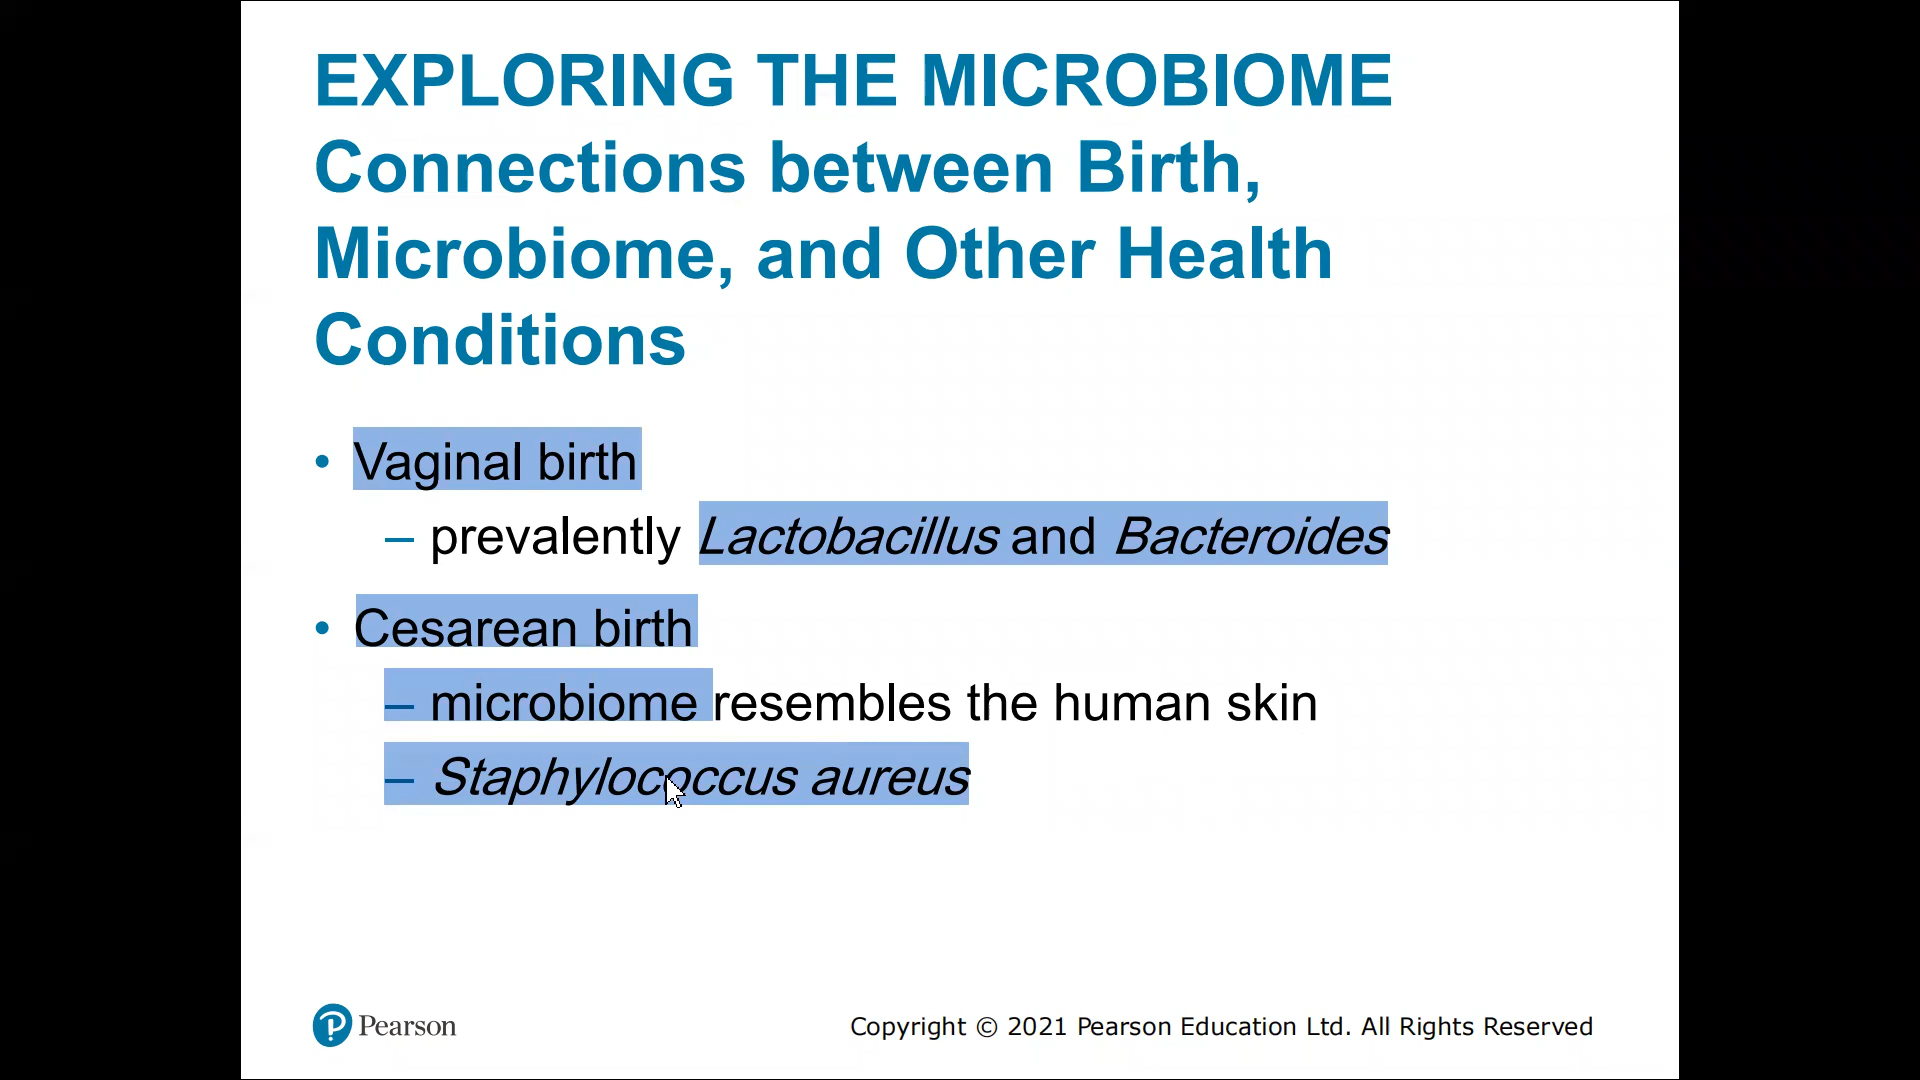 EXPLORING THE MICROBIOME
Connections between Birth,
Microbiome, and Other Health
Conditions
• Vaginal birth
– prevalently Lactobacillus and Bacteroides
• Cesarean birth
– microbiome resembles the human skin
– Staphylococcus aureus
Pearson
Copyright © 2021 Pearson Education Ltd. All Rights Reserved